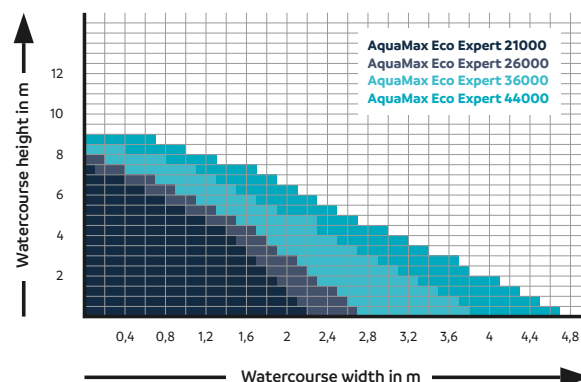 AquaMax Eco Expert 21000
AquaMax Eco Expert 26000
AquaMax Eco Expert 36000
AquaMax Eco Expert 44000
Watercourse height in m
12
10
8
6
4
2
0,4 0,8 1,2 1,6 2 2,4 2,8 3,2 3,6 4 4,4 4,8
Watercourse width in m